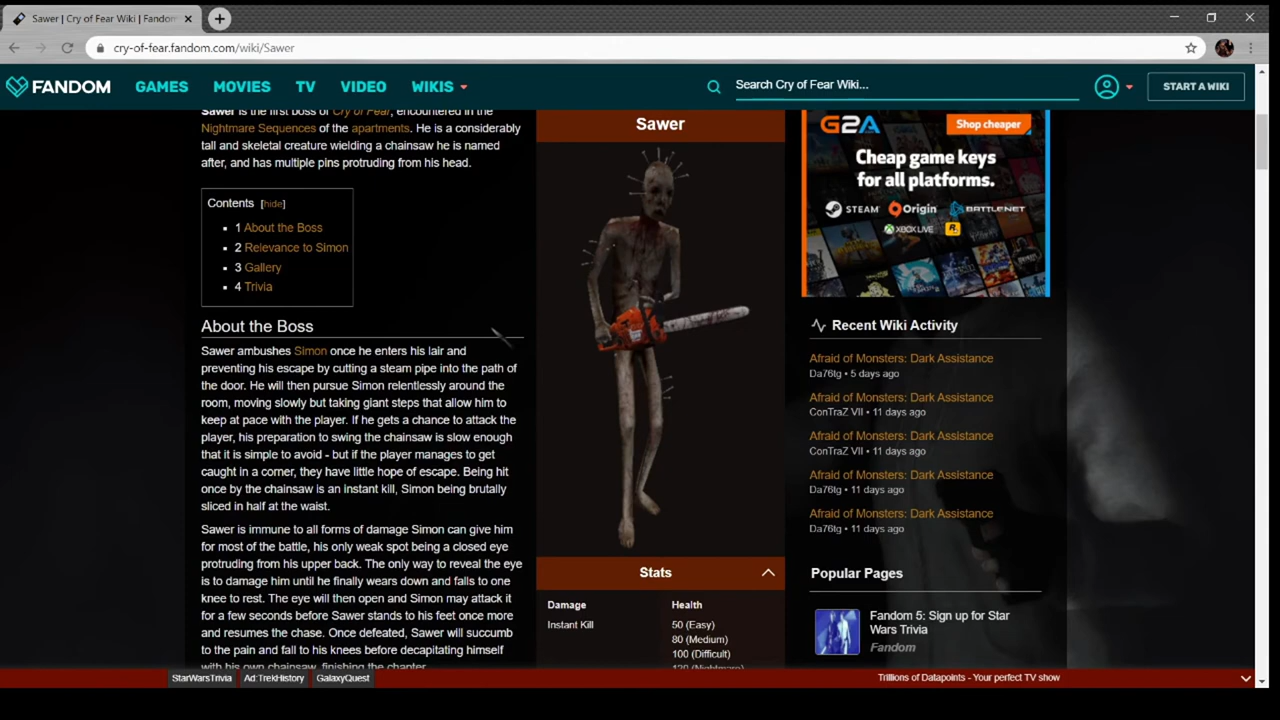 Sawer | Cry of Fear Wiki | Fandom
cry-of-fear.fandom.com/wiki/Sawer
FANDOM
GAMES
MOVIES
TV
VIDEO
WIKIS
Search Cry of Fear Wiki...
START A WIKI
Sawer is the first boss of Cry of Fear, encountered in the
Nightmare Sequences of the apartments. He is a considerably
tall and skeletal creature wielding a chainsaw he is named
after, and has multiple pins protruding from his head.
Contents [hide]
1 About the Boss
2 Relevance to Simon
3 Gallery
4 Trivia
About the Boss
Sawer ambushes Simon once he enters his lair and
preventing his escape by cutting a steam pipe into the path of
the door. He will then pursue Simon relentlessly around the
room, moving slowly but taking giant steps that allow him to
keep at pace with the player. If he gets a chance to attack the
player, his preparation to swing the chainsaw is slow enough
that it is simple to avoid - but if the player manages to get
caught in a corner, they have little hope of escape. Being hit
once by the chainsaw is an instant kill, Simon being brutally
sliced in half at the waist.
Sawer is immune to all forms of damage Simon can give him
for most of the battle, his only weak spot being a closed eye
protruding from his upper back. The only way to reveal the eye
is to damage him until he finally wears down and falls to one
knee to rest. The eye will then open and Simon may attack it
for a few seconds before Sawer stands to his feet once more
and resumes the chase. Once defeated, Sawer will succumb
to the pain and fall to his knees before decapitating himself
with his own chainsaw, finishing the chapter.
Sawer
Stats
Damage
Instant Kill
Health
50 (Easy)
80 (Medium)
100 (Difficult)
120 (Nightmare)
G2A
Shop cheaper
Cheap game keys
for all platforms.
STEAM
Origin
BATTLE.NET
XBOX LIVE
Recent Wiki Activity
Afraid of Monsters: Dark Assistance
Da76tg • 5 days ago
Afraid of Monsters: Dark Assistance
ConTraZ VII • 11 days ago
Afraid of Monsters: Dark Assistance
ConTraZ VII • 11 days ago
Afraid of Monsters: Dark Assistance
Da76tg • 11 days ago
Afraid of Monsters: Dark Assistance
Da76tg • 11 days ago
Popular Pages
Fandom 5: Sign up for Star
Wars Trivia
Fandom
StarWarsTrivia
Ad:TrekHistory
GalaxyQuest
Trillions of Datapoints - Your perfect TV show